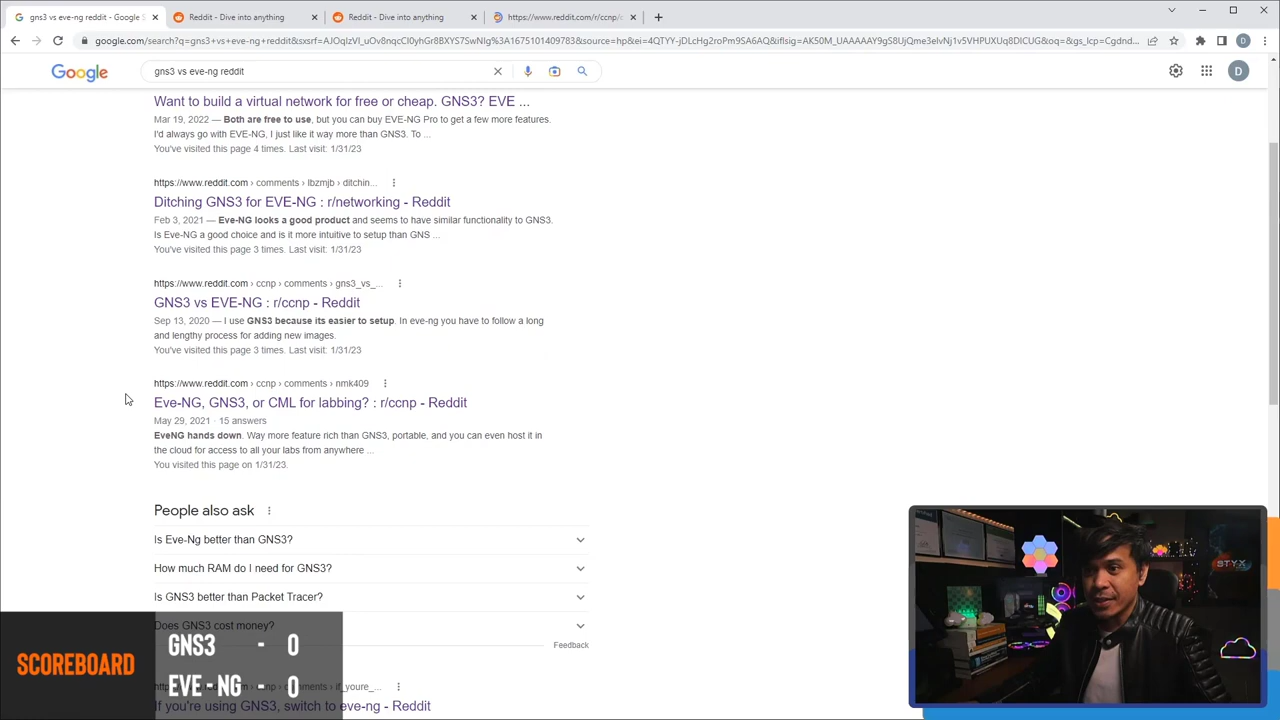 gns3 vs eve-ng reddit - Google S
Reddit - Dive into anything
Reddit - Dive into anything
https://www.reddit.com/r/ccnp/c
Google
gns3 vs eve-ng reddit
D
D
Want to build a virtual network for free or cheap. GNS3? EVE ...
Mar 19, 2022 — Both are free to use, but you can buy EVE-NG Pro to get a few more features.
I'd always go with EVE-NG, I just like it way more than GNS3. To ...
You've visited this page 4 times. Last visit: 1/31/23
https://www.reddit.com › comments › lbzmjb › ditchin...
Ditching GNS3 for EVE-NG : r/networking - Reddit
Feb 3, 2021 — Eve-NG looks a good product and seems to have similar functionality to GNS3.
Is Eve-NG a good choice and is it more intuitive to setup than GNS ...
You've visited this page 3 times. Last visit: 1/31/23
https://www.reddit.com › ccnp › comments › gns3_vs_...
GNS3 vs EVE-NG : r/ccnp - Reddit
Sep 13, 2020 — I use GNS3 because its easier to setup. In eve-ng you have to follow a long
and lengthy process for adding new images.
You've visited this page 3 times. Last visit: 1/31/23
https://www.reddit.com › ccnp › comments › nmk409
Eve-NG, GNS3, or CML for labbing? : r/ccnp - Reddit
May 29, 2021 · 15 answers
EveNG hands down. Way more feature rich than GNS3, portable, and you can even host it in
the cloud for access to all your labs from anywhere ...
You visited this page on 1/31/23.
People also ask
Is Eve-Ng better than GNS3?
How much RAM do I need for GNS3?
Is GNS3 better than Packet Tracer?
Does GNS3 cost money?
Feedback
If you're using GNS3, switch to eve-ng - Reddit
SCOREBOARD
GNS3 - 0
EVE - NG - 0
STYX